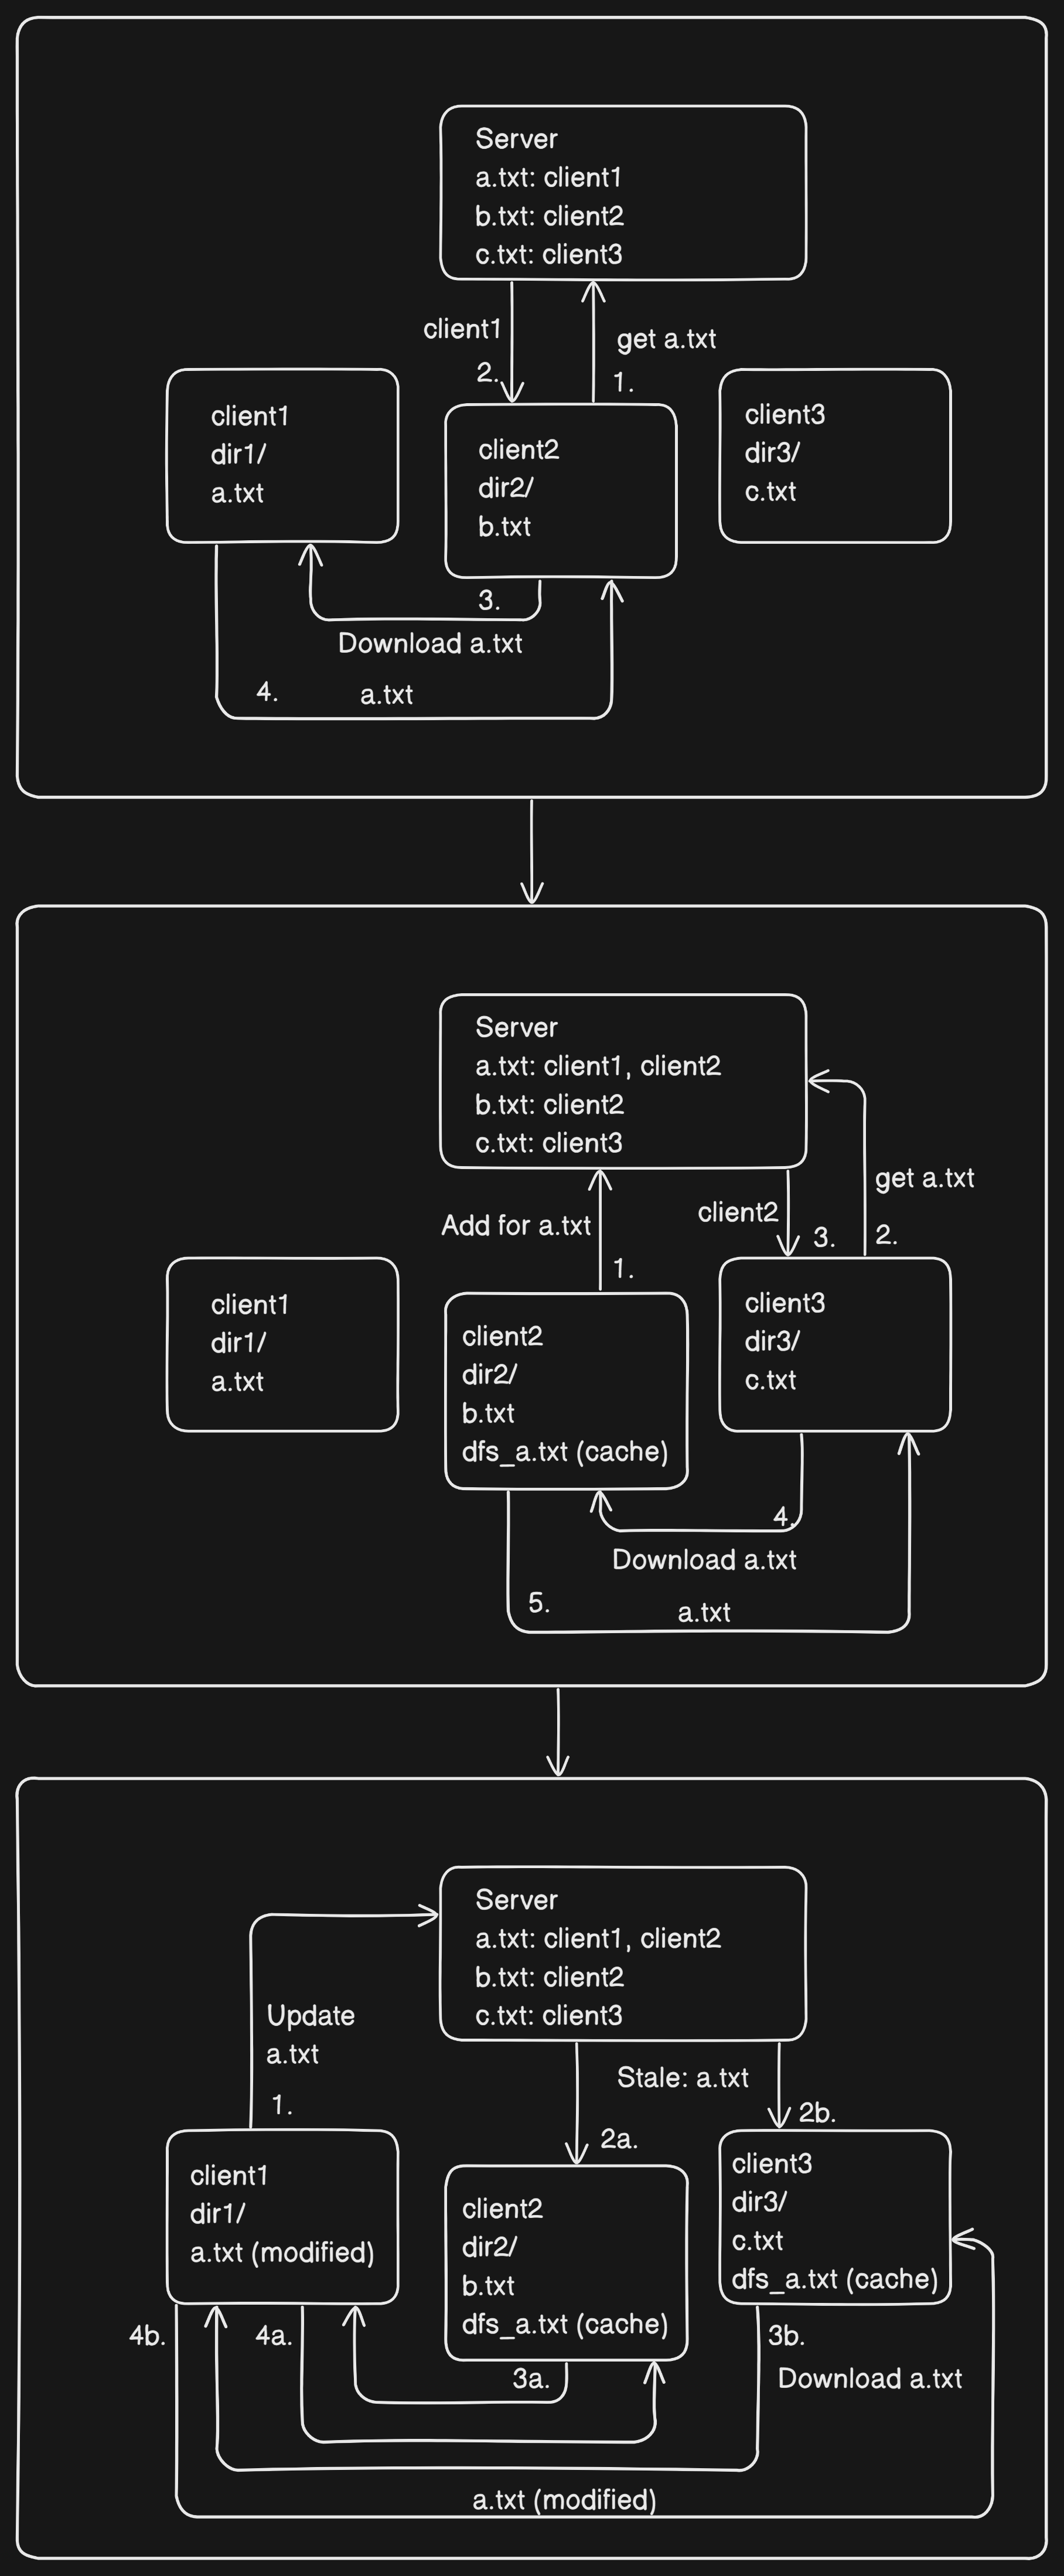 Server
a.txt: client1
b.txt: client2
c.txt: client3
client1
get a.txt
2.
1.
client1
dir1/
a.txt
client2
dir2/
b.txt
client3
dir3/
c.txt
3.
Download a.txt
4.
a.txt
Server
a.txt: client1, client2
b.txt: client2
c.txt: client3
get a.txt
Add for a.txt
client2
3.
2.
1.
client1
dir1/
a.txt
client2
dir2/
b.txt
dfs_a.txt (cache)
client3
dir3/
c.txt
4.
Download a.txt
5.
a.txt
Server
a.txt: client1, client2
b.txt: client2
c.txt: client3
Update
a.txt
1.
Stale: a.txt
2a.
2b.
client1
dir1/
a.txt (modified)
client2
dir2/
b.txt
dfs_a.txt (cache)
client3
dir3/
c.txt
dfs_a.txt (cache)
4b.
4a.
3a.
3b.
Download a.txt
a.txt (modified)